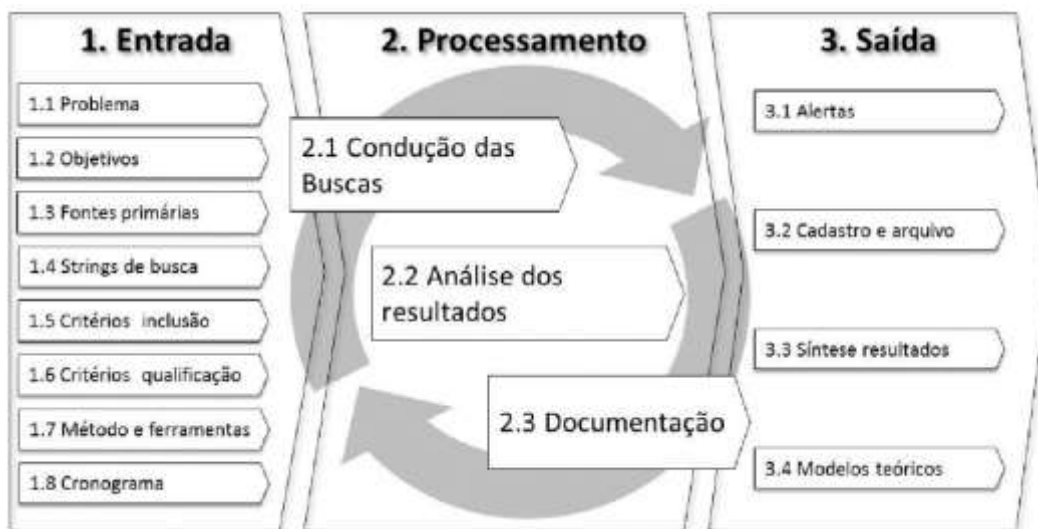 1. Entrada
1.1 Problema
1.2 Objetivos
1.3 Fontes primárias
1.4 Strings de busca
1.5 Critérios inclusão
1.6 Critérios qualificação
1.7 Método e ferramentas
1.8 Cronograma
2. Processamento
2.1 Condução das
Buscas
2.2 Análise dos
resultados
2.3 Documentação
3. Saída
3.1 Alertas
3.2 Cadastro e arquivo
3.3 Síntese resultados
3.4 Modelos teóricos